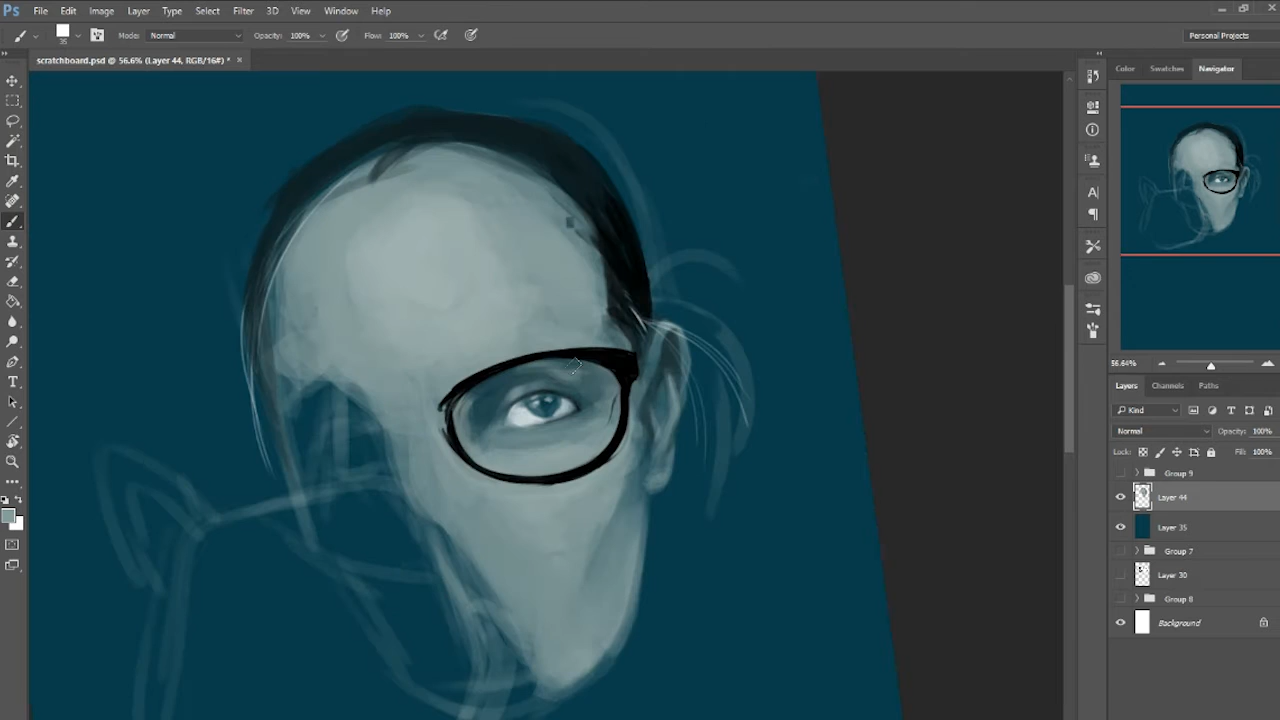 Ps File Edit Image Layer Type Select Filter 3D View Window Help
35 Mode: Normal Opacity: 100% Flow: 100% Personal Projects
scratchboard.psd @ 56.6% (Layer 44, RGB/16#) * ×
Color Swatches Navigator
56.64%
Layers Channels Paths
Kind
Normal Opacity: 100%
Lock: Fill: 100%
Group 9
Layer 44
Layer 35
Group 7
Layer 30
Group 8
Background